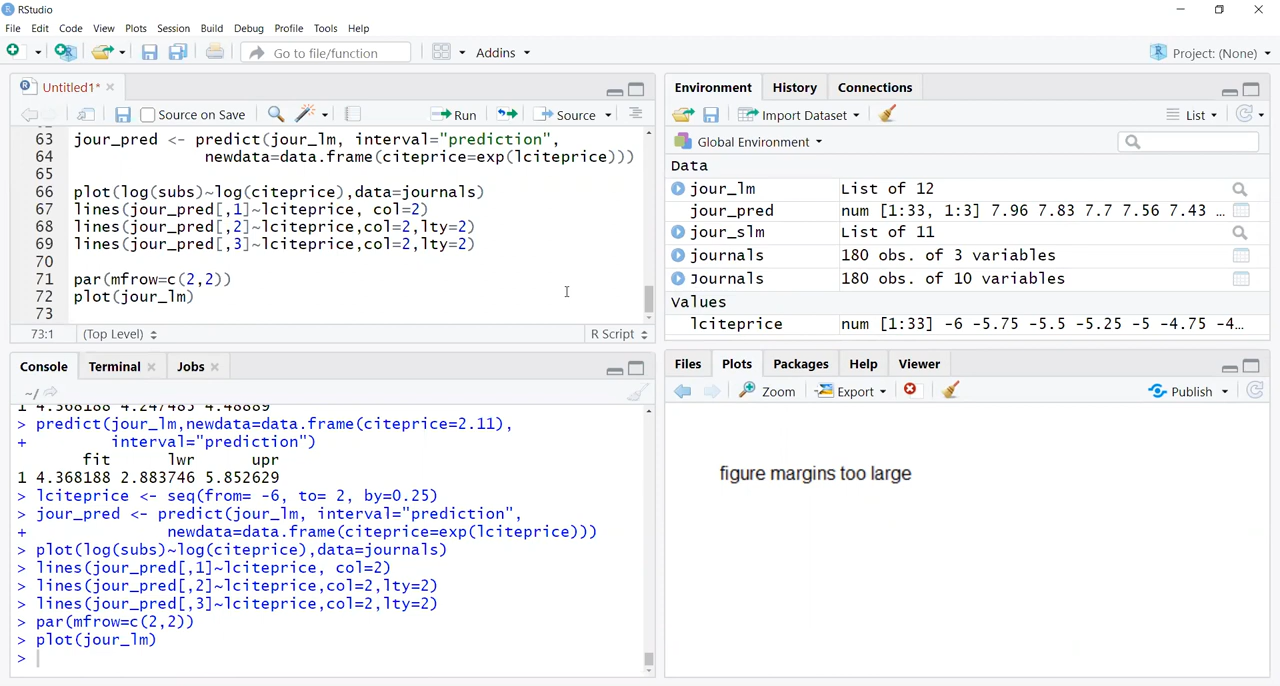 RStudio
File Edit Code View Plots Session Build Debug Profile Tools Help
Go to file/function Addins Project: (None)
Untitled1*
Source on Save Run Source
63 jour_pred <- predict(jour_lm, interval="prediction",
64 newdata=data.frame(citeprice=exp(lciteprice)))
65
66 plot(log(subs)~log(citeprice),data=journals)
67 lines(jour_pred[,1]~lciteprice, col=2)
68 lines(jour_pred[,2]~lciteprice,col=2,lty=2)
69 lines(jour_pred[,3]~lciteprice,col=2,lty=2)
70
71 par(mfrow=c(2,2))
72 plot(jour_lm)
73
73:1 (Top Level) R Script
Console Terminal Jobs
~/
1 4.368188 4.247485 4.48889
> predict(jour_lm,newdata=data.frame(citeprice=2.11),
+ interval="prediction")
fit lwr upr
1 4.368188 2.883746 5.852629
> lciteprice <- seq(from= -6, to= 2, by=0.25)
> jour_pred <- predict(jour_lm, interval="prediction",
+ newdata=data.frame(citeprice=exp(lciteprice)))
> plot(log(subs)~log(citeprice),data=journals)
> lines(jour_pred[,1]~lciteprice, col=2)
> lines(jour_pred[,2]~lciteprice,col=2,lty=2)
> lines(jour_pred[,3]~lciteprice,col=2,lty=2)
> par(mfrow=c(2,2))
> plot(jour_lm)
>
Environment History Connections
Import Dataset List
Global Environment
Data
jour_lm List of 12
jour_pred num [1:33, 1:3] 7.96 7.83 7.7 7.56 7.43 ...
jour_slm List of 11
journals 180 obs. of 3 variables
Journals 180 obs. of 10 variables
Values
lciteprice num [1:33] -6 -5.75 -5.5 -5.25 -5 -4.75 -4...
Files Plots Packages Help Viewer
Zoom Export Publish
figure margins too large